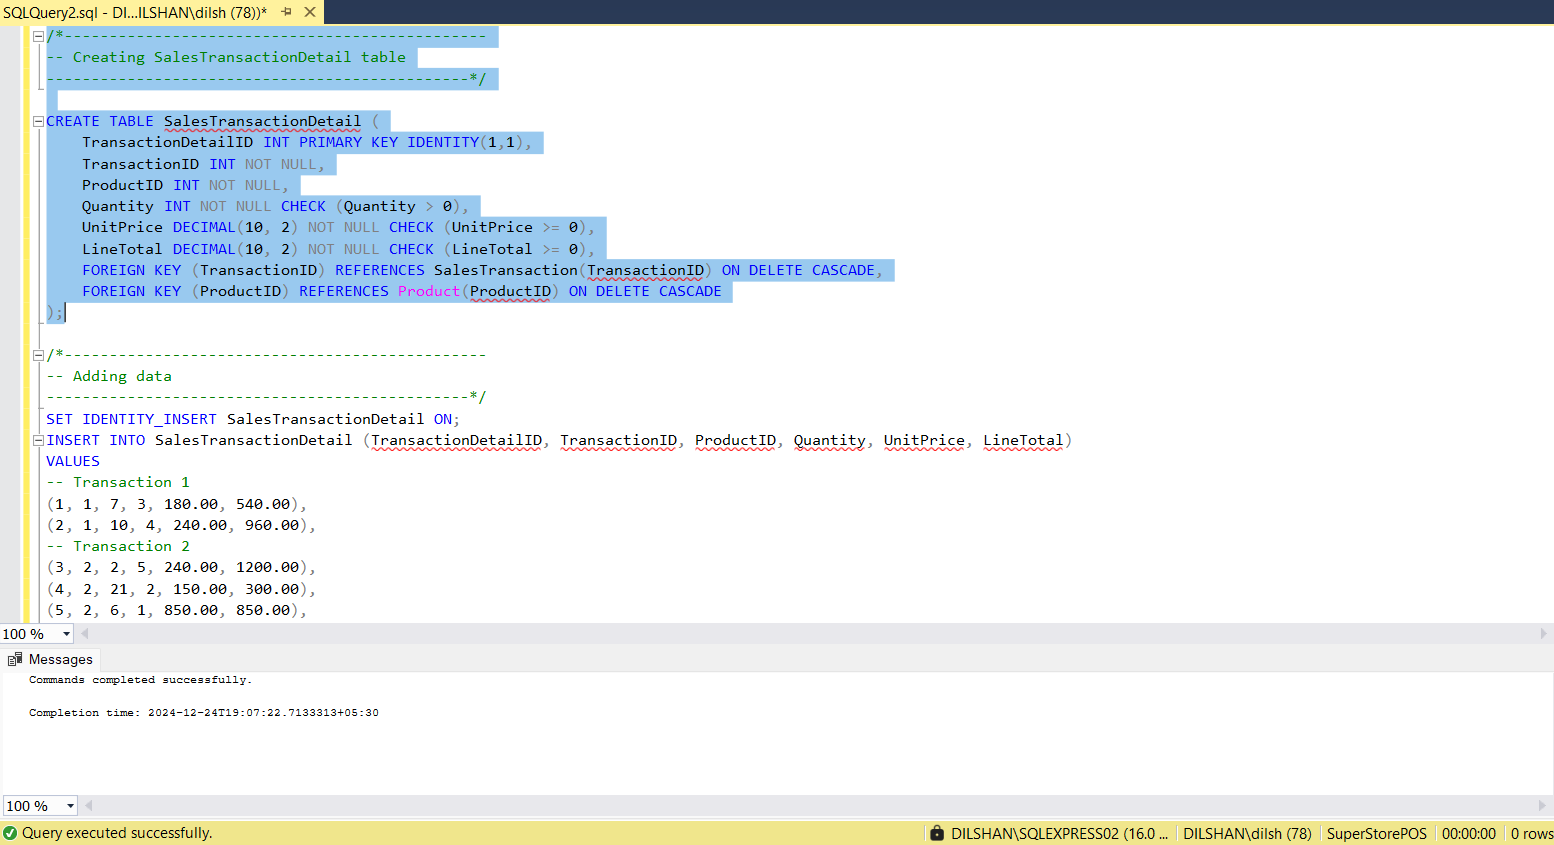 SQLQuery2.sql - DI...ILSHAN\dilsh (78))*
/*-----------------------------------------------
-- Creating SalesTransactionDetail table
-----------------------------------------------*/
CREATE TABLE SalesTransactionDetail (
TransactionDetailID INT PRIMARY KEY IDENTITY(1,1),
TransactionID INT NOT NULL,
ProductID INT NOT NULL,
Quantity INT NOT NULL CHECK (Quantity > 0),
UnitPrice DECIMAL(10, 2) NOT NULL CHECK (UnitPrice >= 0),
LineTotal DECIMAL(10, 2) NOT NULL CHECK (LineTotal >= 0),
FOREIGN KEY (TransactionID) REFERENCES SalesTransaction(TransactionID) ON DELETE CASCADE,
FOREIGN KEY (ProductID) REFERENCES Product(ProductID) ON DELETE CASCADE
);
/*-----------------------------------------------
-- Adding data
-----------------------------------------------*/
SET IDENTITY_INSERT SalesTransactionDetail ON;
INSERT INTO SalesTransactionDetail (TransactionDetailID, TransactionID, ProductID, Quantity, UnitPrice, LineTotal)
VALUES
-- Transaction 1
(1, 1, 7, 3, 180.00, 540.00),
(2, 1, 10, 4, 240.00, 960.00),
-- Transaction 2
(3, 2, 2, 5, 240.00, 1200.00),
(4, 2, 21, 2, 150.00, 300.00),
(5, 2, 6, 1, 850.00, 850.00),
100 %
Messages
Commands completed successfully.
Completion time: 2024-12-24T19:07:22.7133313+05:30
100 %
Query executed successfully. DILSHAN\SQLEXPRESS02 (16.0 ... DILSHAN\dilsh (78) SuperStorePOS 00:00:00 0 rows